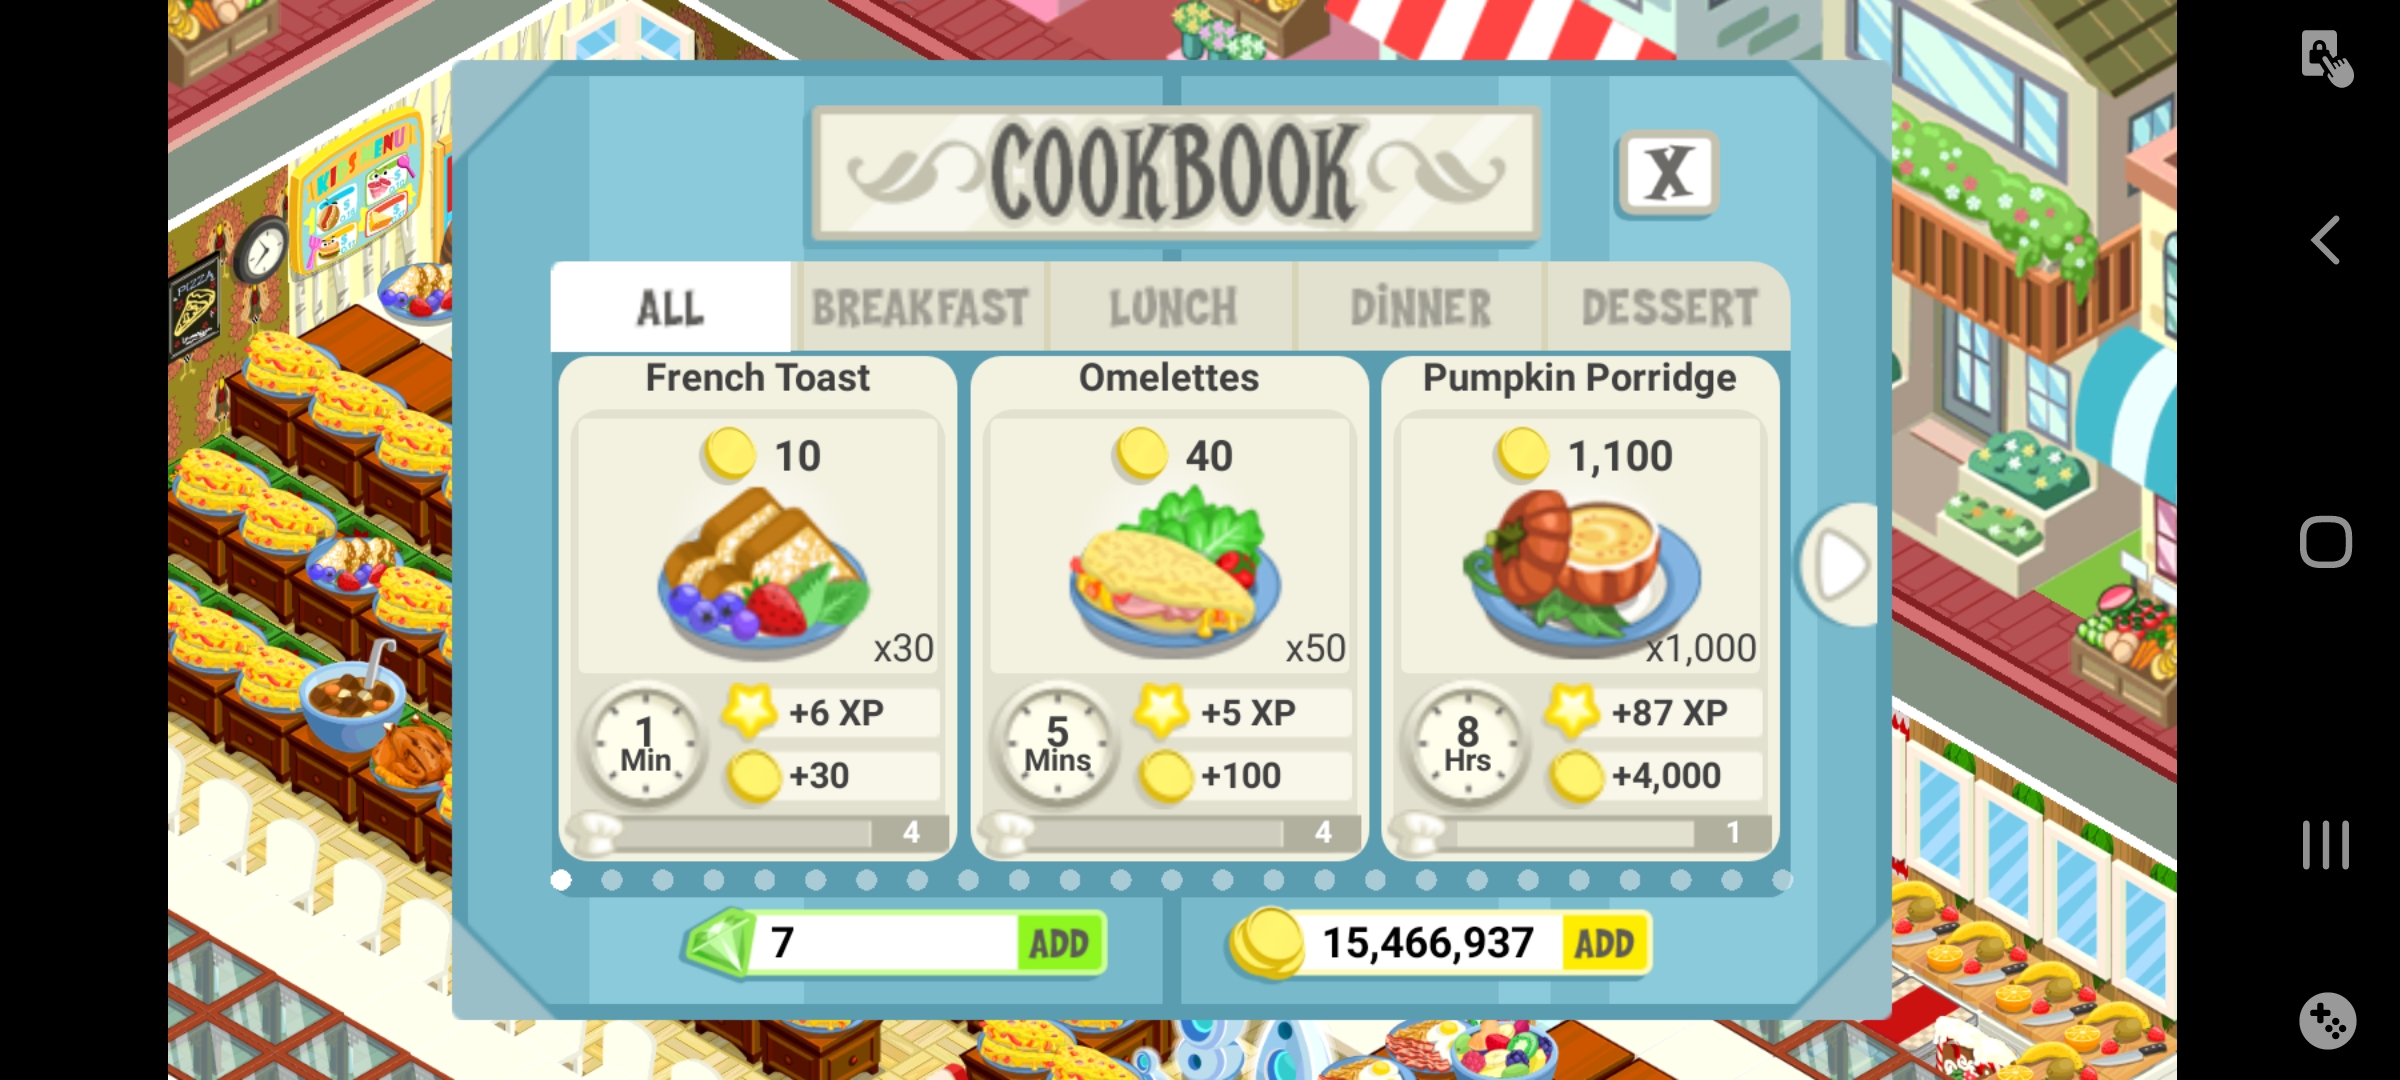 COOKBOOK
X
ALL BREAKFAST LUNCH DINNER DESSERT
French Toast
10
x30
1 Min
+6 XP
+30
4
Omelettes
40
x50
5 Mins
+5 XP
+100
4
Pumpkin Porridge
1,100
x1,000
8 Hrs
+87 XP
+4,000
1
7 ADD
15,466,937 ADD
PIZZA